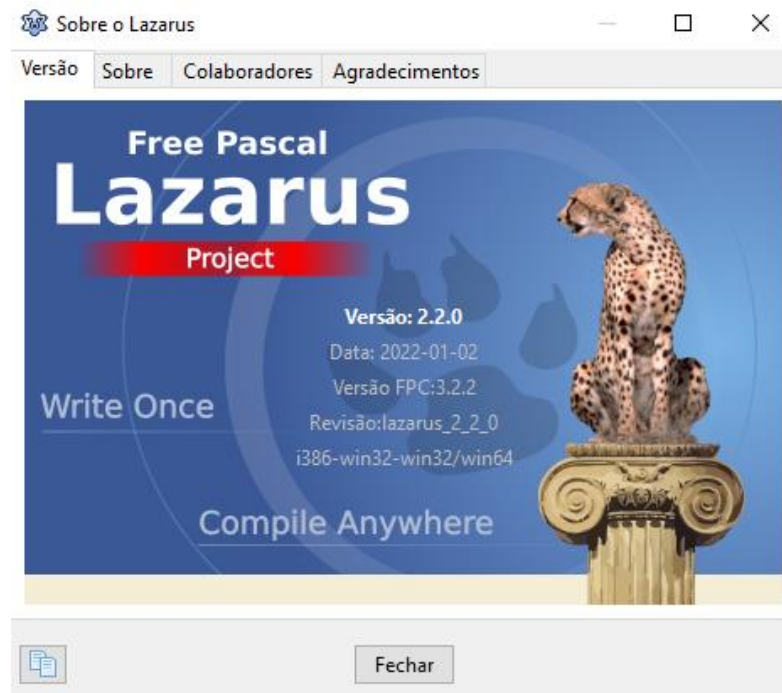 Sobre o Lazarus
Versão Sobre Colaboradores Agradecimentos
Free Pascal
Lazarus
Project
Versão: 2.2.0
Data: 2022-01-02
Versão FPC:3.2.2
Write Once
Revisão:lazarus_2_2_0
i386-win32-win32/win64
Compile Anywhere
Fechar